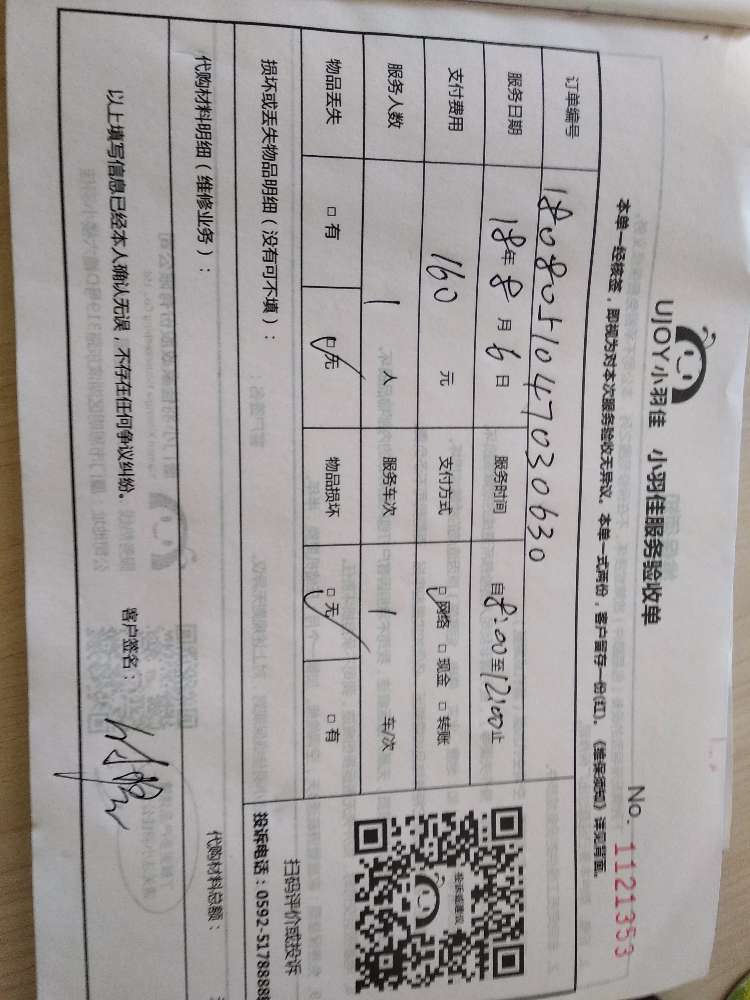 UJOY小羽佳 小羽佳服务验收单
No. 1121353
本单一经核签，即视为对本次服务验收无异议。本单一式两份，客户留存一份(红)。《维保须知》详见背面。
订单编号 1808051047030630
服务日期 18年8月6日 服务时间 自8:00至12:00止
支付费用 160 元 支付方式 □网络 □现金 □转账
服务人数 1 人 服务车次 1 车/次
物品丢失 □有 □无 物品损坏 □无 □有
损坏或丢失物品明细（没有可不填）：
投诉建议
扫码评价或投诉
投诉电话：0592-5178888
代购材料明细（维修业务）：
代购材料总额：
以上填写信息已经本人确认无误，不存在任何争议纠纷。 客户签名：